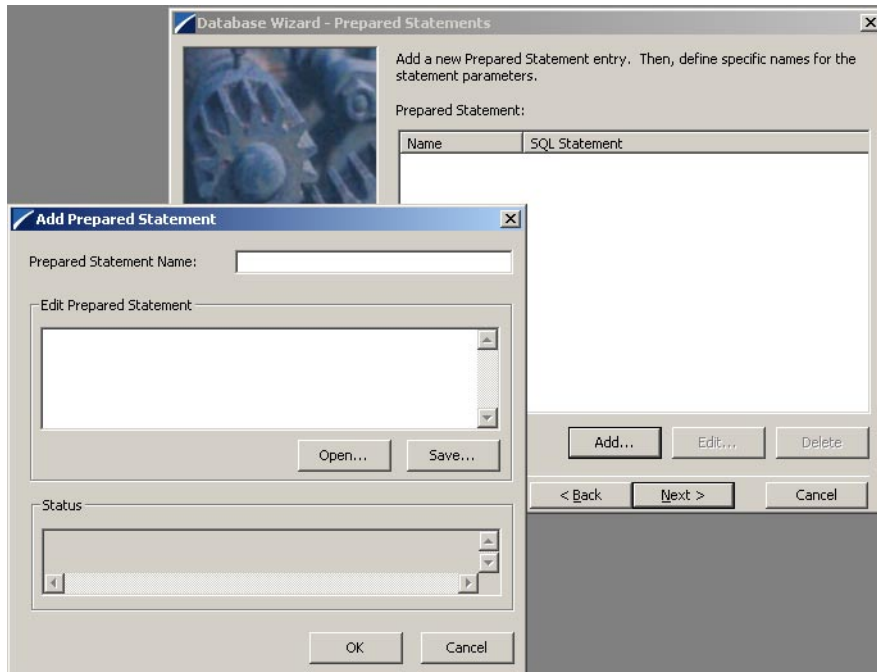 Database Wizard - Prepared Statements
Add a new Prepared Statement entry. Then, define specific names for the
statement parameters.
Prepared Statement:
Name SQL Statement
Add... Edit... Delete
< Back Next > Cancel
Add Prepared Statement
Prepared Statement Name:
Edit Prepared Statement
Open... Save...
Status
OK Cancel